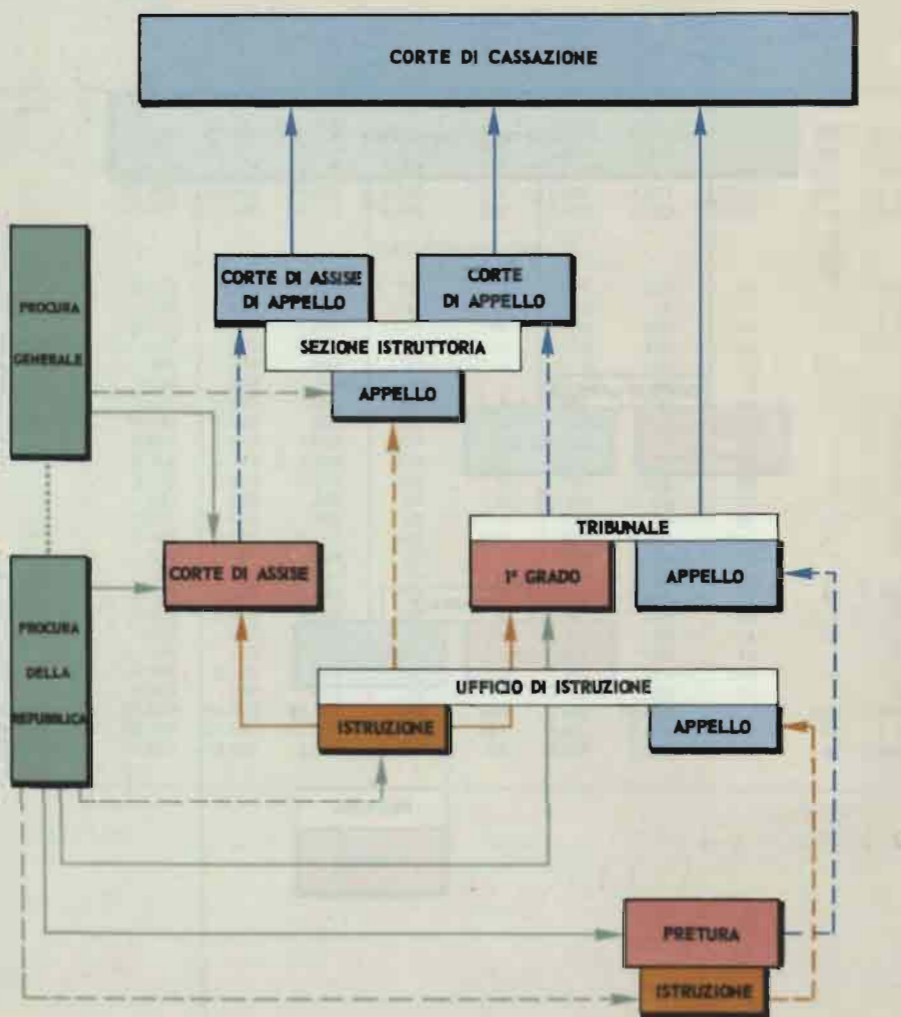 CORTE DI CASSAZIONE
CORTE DI ASSISE
DI APPELLO
CORTE
DI APPELLO
PROCURA
GENERALE
SEZIONE ISTRUTTORIA
APPELLO
TRIBUNALE
CORTE DI ASSISE
1º GRADO
APPELLO
PROCURA
DELLA
REPUBBLICA
UFFICIO DI ISTRUZIONE
ISTRUZIONE
APPELLO
PRETURA
ISTRUZIONE